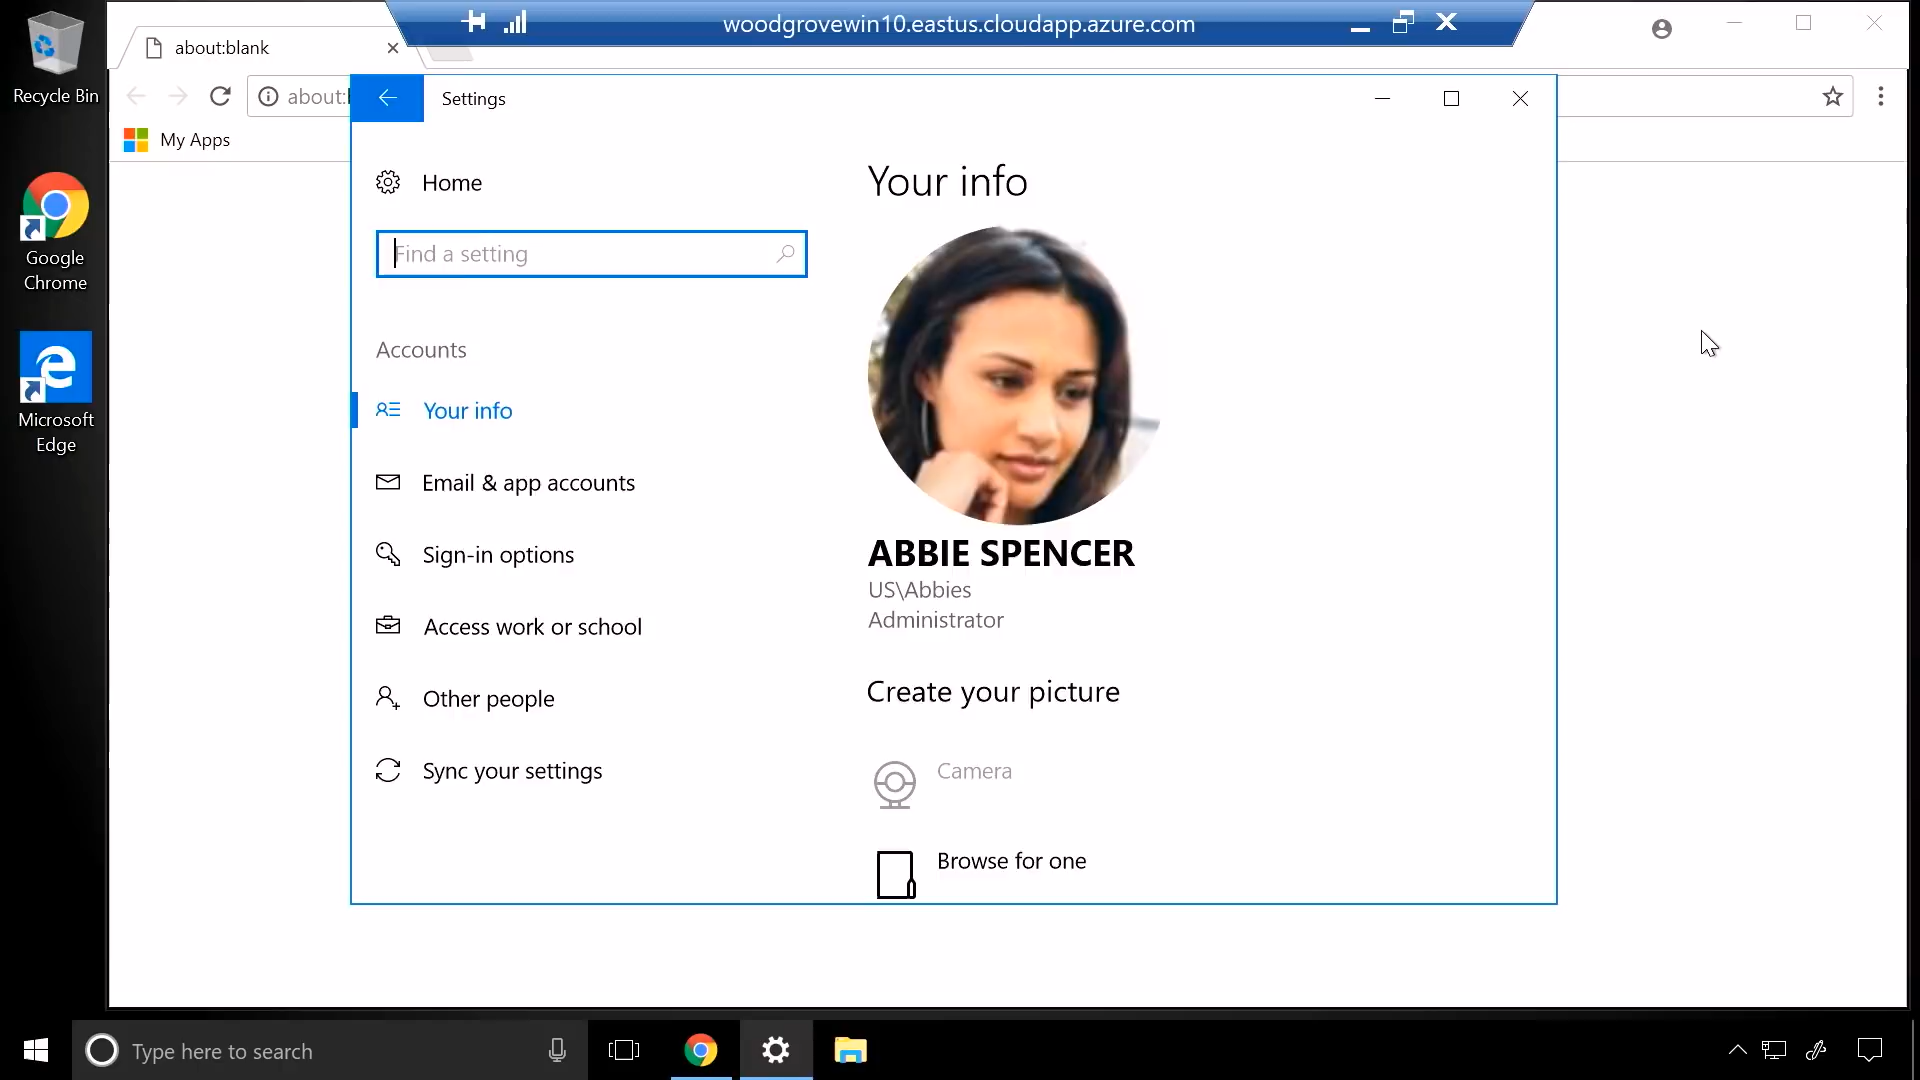 woodgrovewin10.eastus.cloudapp.azure.com
about:blank
about:
My Apps
Recycle Bin
Google
Chrome
Microsoft
Edge
Settings
Home
Find a setting
Accounts
Your info
Email & app accounts
Sign-in options
Access work or school
Other people
Sync your settings
Your info
ABBIE SPENCER
US\Abbies
Administrator
Create your picture
Camera
Browse for one
Type here to search